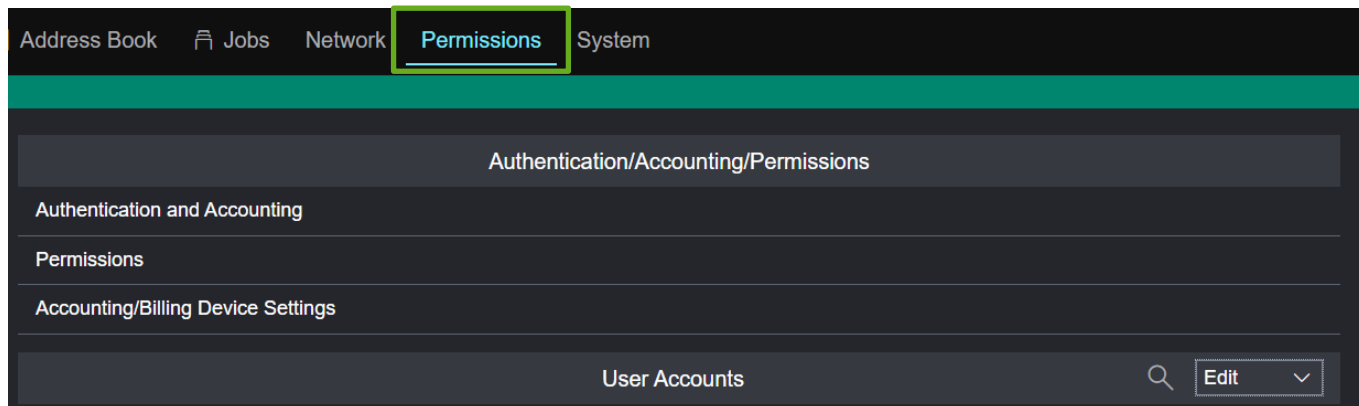 Address Book Jobs Network Permissions System
Authentication/Accounting/Permissions
Authentication and Accounting
Permissions
Accounting/Billing Device Settings
User Accounts Edit